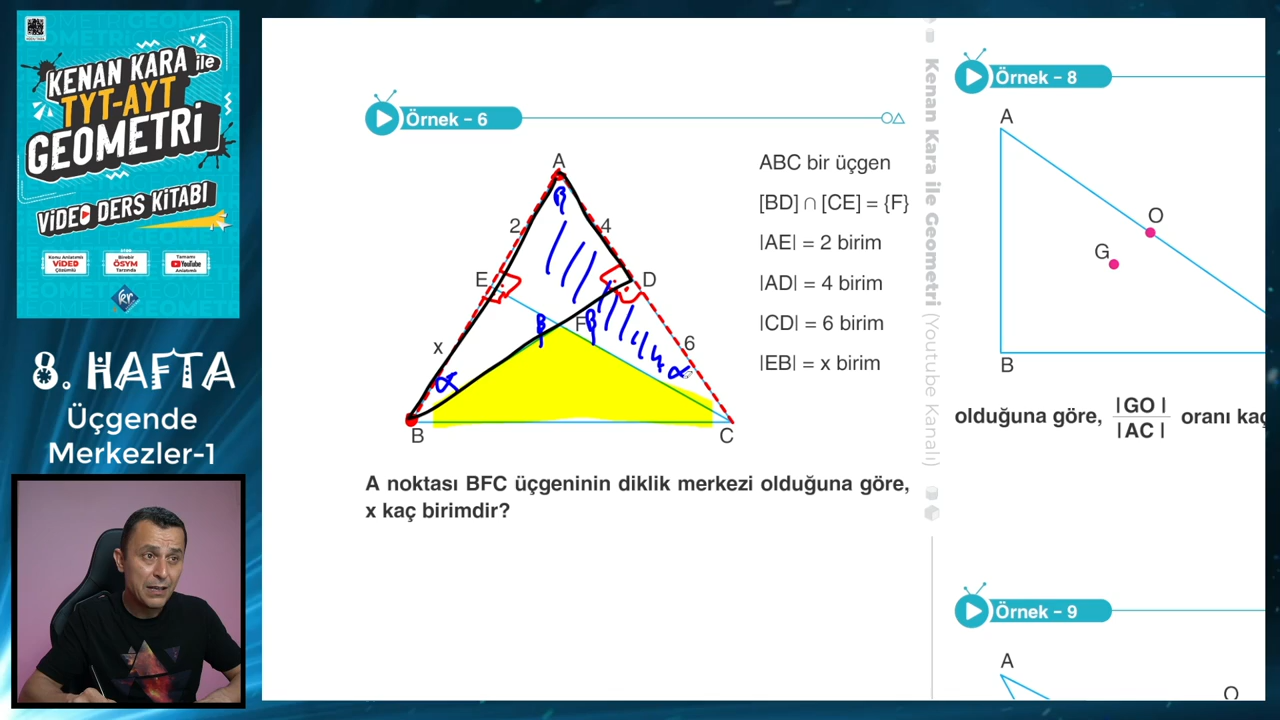 KENAN KARA ile
TYT-AYT
GEOMETRİ
VİDEO DERS KİTABI
8. HAFTA
Üçgende
Merkezler-1
Örnek - 6
A
2
4
E
D
F
x
6
B
C
β
β
β
α
α
ABC bir üçgen
[BD] ∩ [CE] = {F}
|AE| = 2 birim
|AD| = 4 birim
|CD| = 6 birim
|EB| = x birim
A noktası BFC üçgeninin diklik merkezi olduğuna göre,
x kaç birimdir?
Kenan Kara ile Geometri (Youtube Kanalı)
Örnek - 8
A
O
G
B
olduğuna göre, |GO| / |AC| oranı kaç
Örnek - 9
A
O